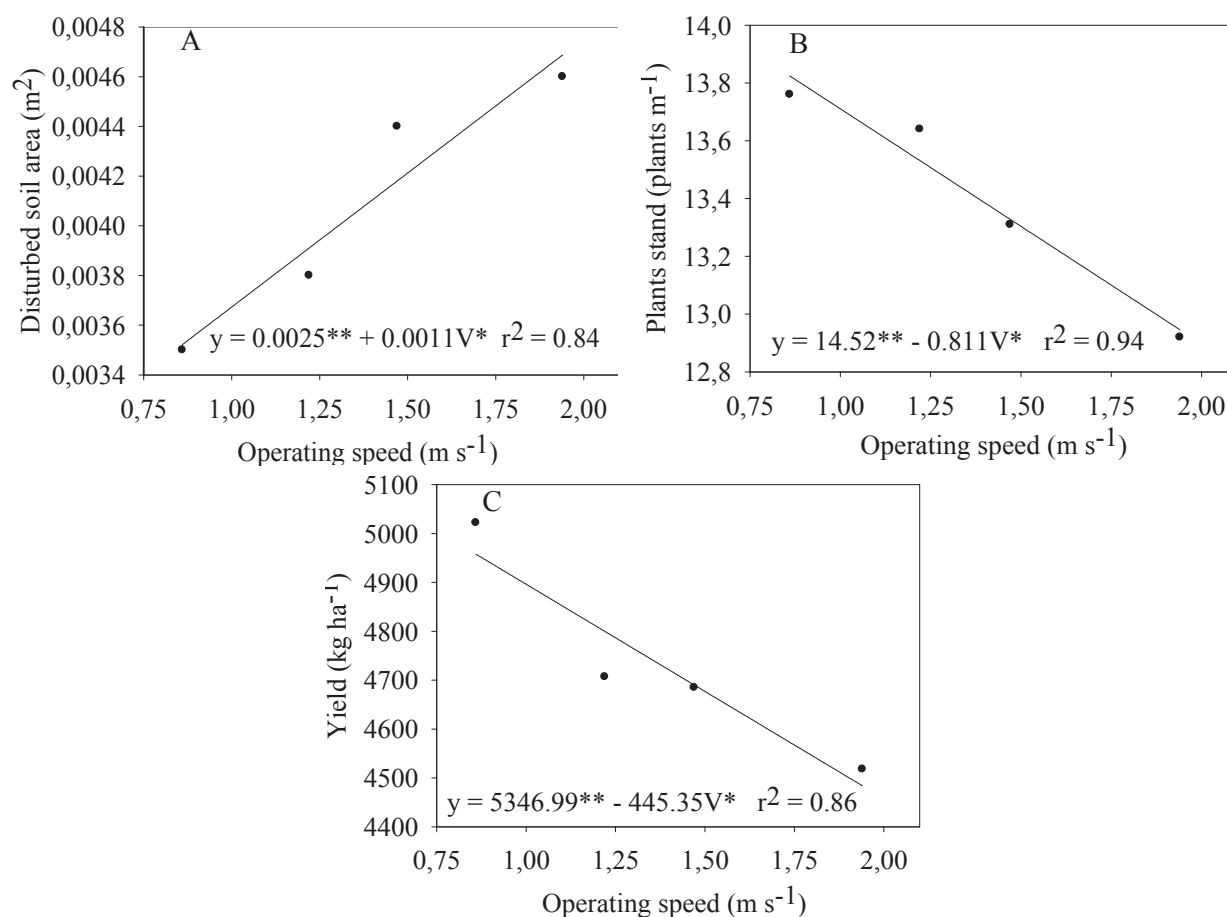 A
0,0048
0,0046
0,0044
0,0042
0,0040
0,0038
0,0036
0,0034
Disturbed soil area (m²)
y = 0.0025** + 0.0011V* r² = 0.84
0,75 1,00 1,25 1,50 1,75 2,00
Operating speed (m s⁻¹)
B
14,0
13,8
13,6
13,4
13,2
13,0
12,8
Plants stand (plants m⁻¹)
y = 14.52** - 0.811V* r² = 0.94
0,75 1,00 1,25 1,50 1,75 2,00
Operating speed (m s⁻¹)
C
5100
5000
4900
4800
4700
4600
4500
4400
Yield (kg ha⁻¹)
y = 5346.99** - 445.35V* r² = 0.86
0,75 1,00 1,25 1,50 1,75 2,00
Operating speed (m s⁻¹)